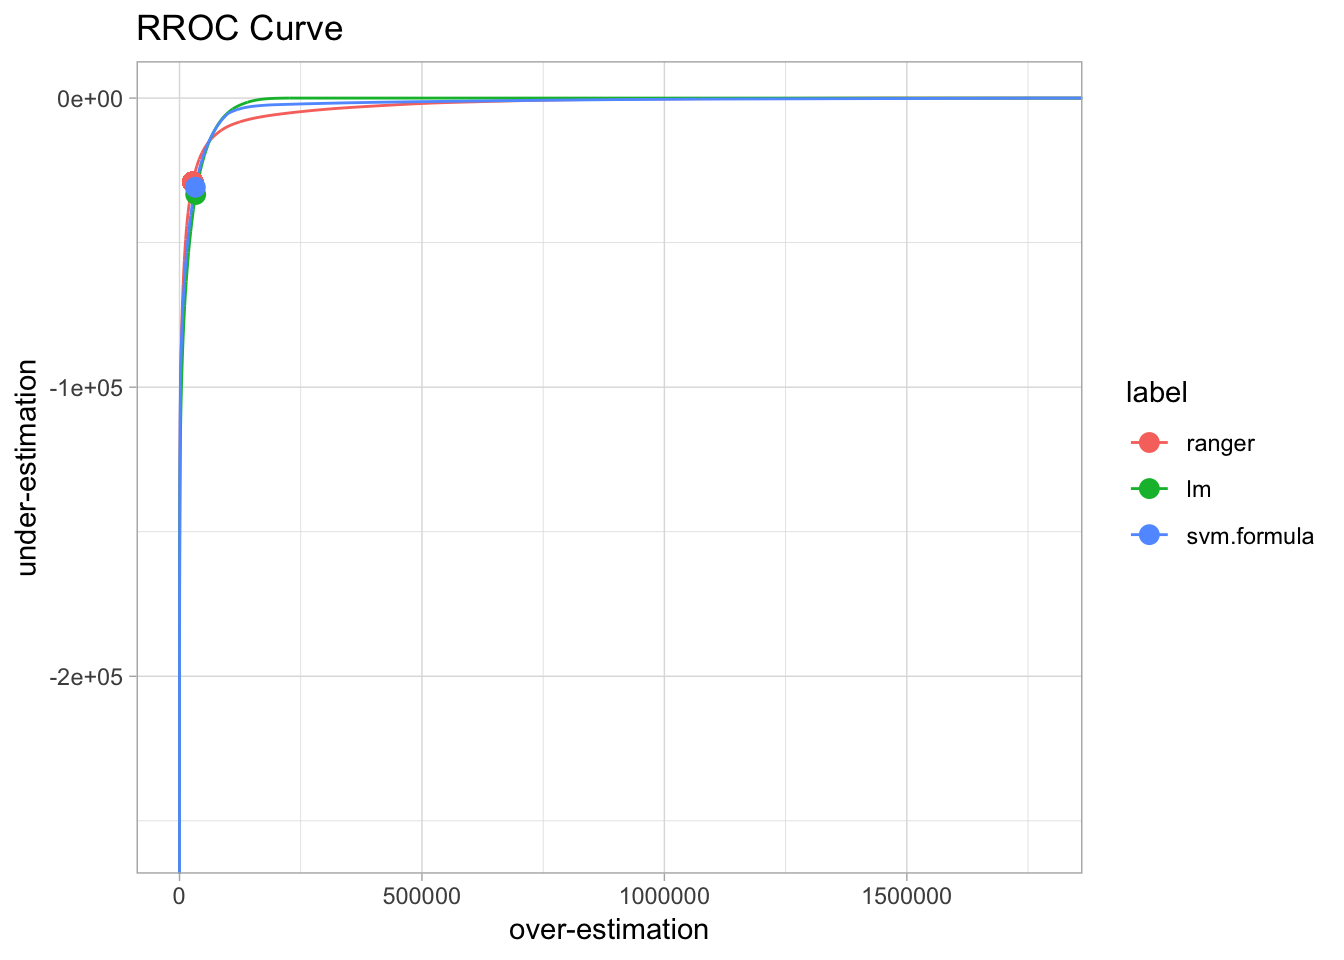 RROC Curve
0e+00
-1e+05
-2e+05
under-estimation
0
500000
1000000
1500000
over-estimation
label
ranger
lm
svm.formula